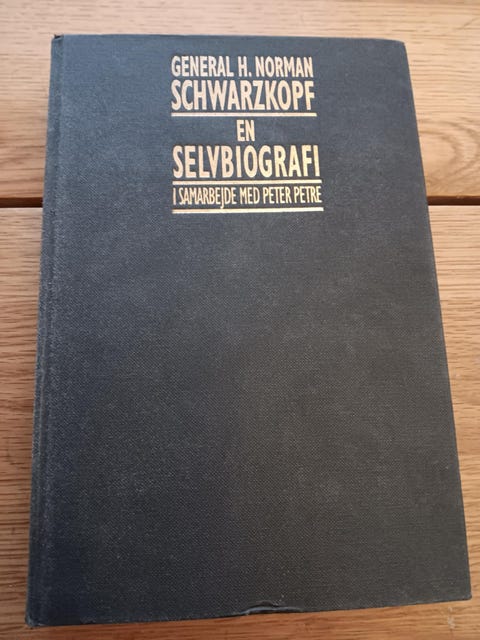 GENERAL H. NORMAN
SCHWARZKOPF
EN
SELVBIOGRAFI
I SAMARBEJDE MED PETER PETRE